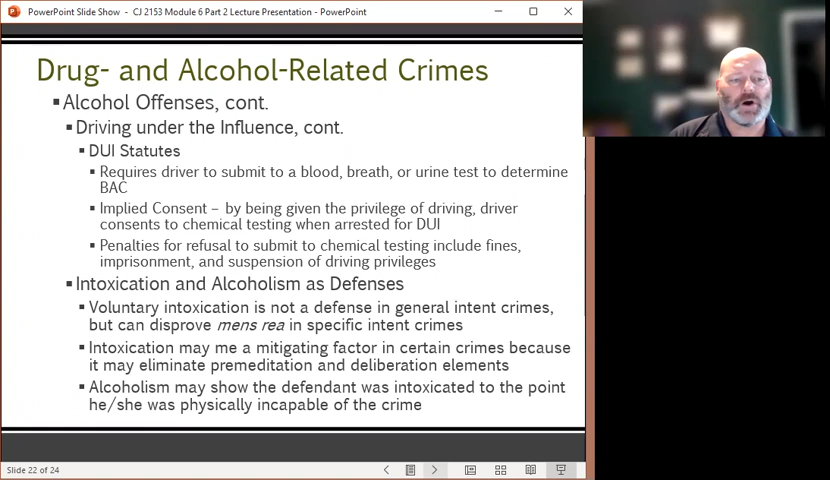 PowerPoint Slide Show - CJ 2153 Module 6 Part 2 Lecture Presentation - PowerPoint
Drug- and Alcohol-Related Crimes
▪Alcohol Offenses, cont.
▪Driving under the Influence, cont.
▪DUI Statutes
▪Requires driver to submit to a blood, breath, or urine test to determine
BAC
▪Implied Consent – by being given the privilege of driving, driver
consents to chemical testing when arrested for DUI
▪Penalties for refusal to submit to chemical testing include fines,
imprisonment, and suspension of driving privileges
▪Intoxication and Alcoholism as Defenses
▪Voluntary intoxication is not a defense in general intent crimes,
but can disprove mens rea in specific intent crimes
▪Intoxication may me a mitigating factor in certain crimes because
it may eliminate premeditation and deliberation elements
▪Alcoholism may show the defendant was intoxicated to the point
he/she was physically incapable of the crime
Slide 22 of 24